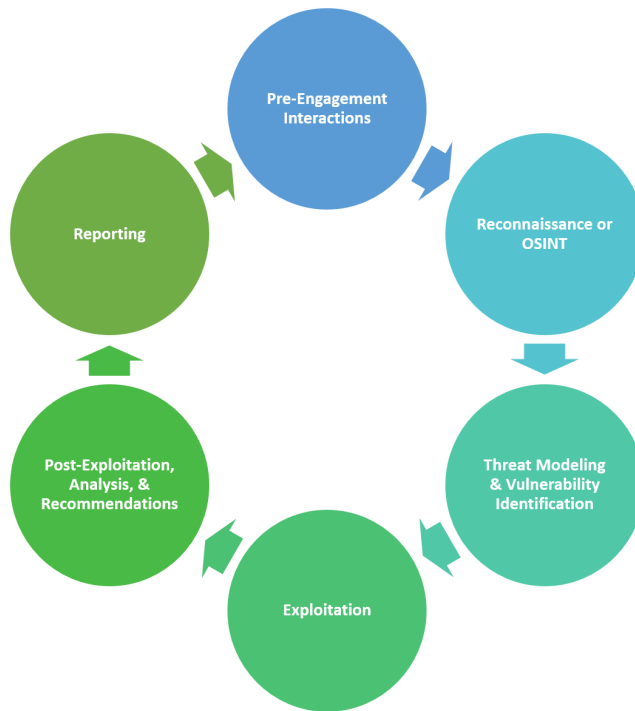 Pre-Engagement
Interactions
Reconnaissance or
OSINT
Threat Modeling
& Vulnerability
Identification
Exploitation
Post-Exploitation,
Analysis, &
Recommendations
Reporting